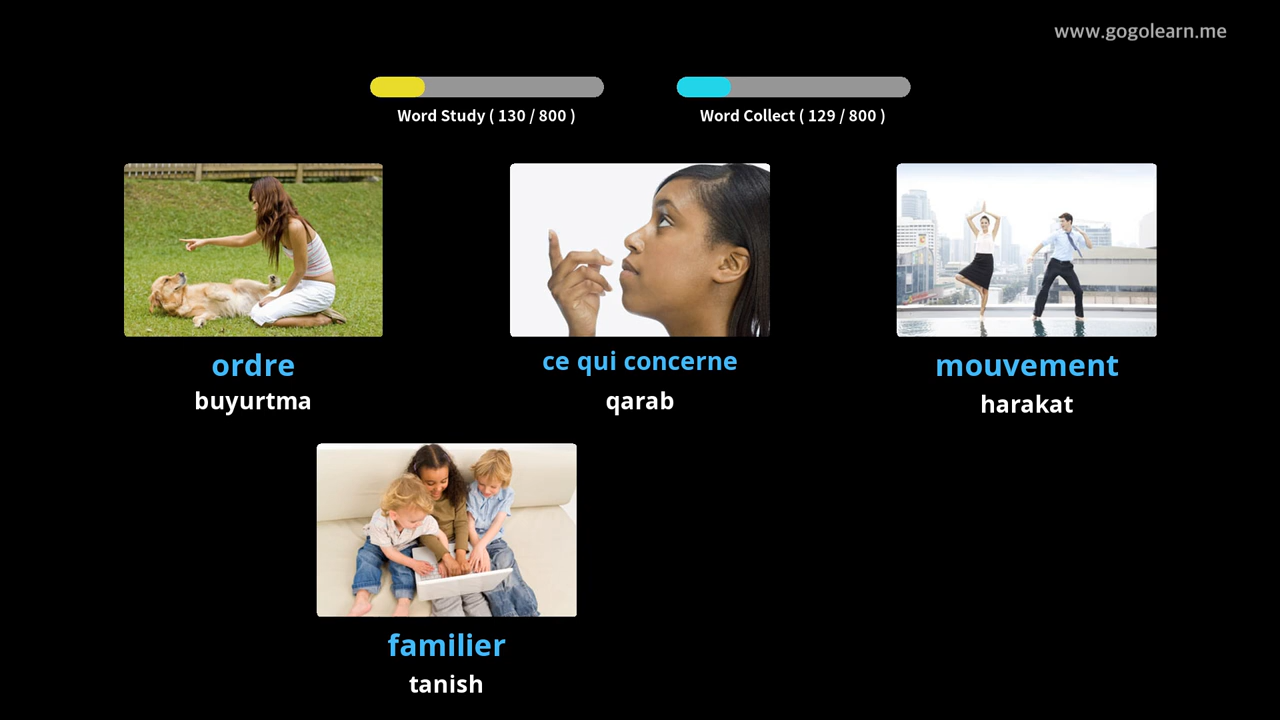 www.gogolearn.me
Word Study ( 130 / 800 )
Word Collect ( 129 / 800 )
ordre
buyurtma
ce qui concerne
qarab
mouvement
harakat
familier
tanish